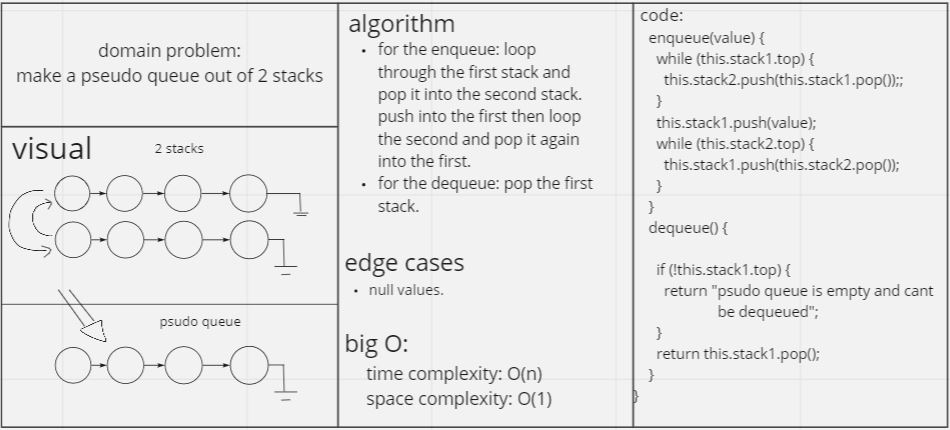 domain problem:
make a pseudo queue out of 2 stacks
visual
2 stacks
psudo queue
algorithm
• for the enqueue: loop
through the first stack and
pop it into the second stack.
push into the first then loop
the second and pop it again
into the first.
• for the dequeue: pop the first
stack.
edge cases
• null values.
big O:
time complexity: O(n)
space complexity: O(1)
code:
enqueue(value) {
while (this.stack1.top) {
this.stack2.push(this.stack1.pop());;
}
this.stack1.push(value);
while (this.stack2.top) {
this.stack1.push(this.stack2.pop());
}
}
dequeue() {
if (!this.stack1.top) {
return "psudo queue is empty and cant
be dequeued";
}
return this.stack1.pop();
}
}